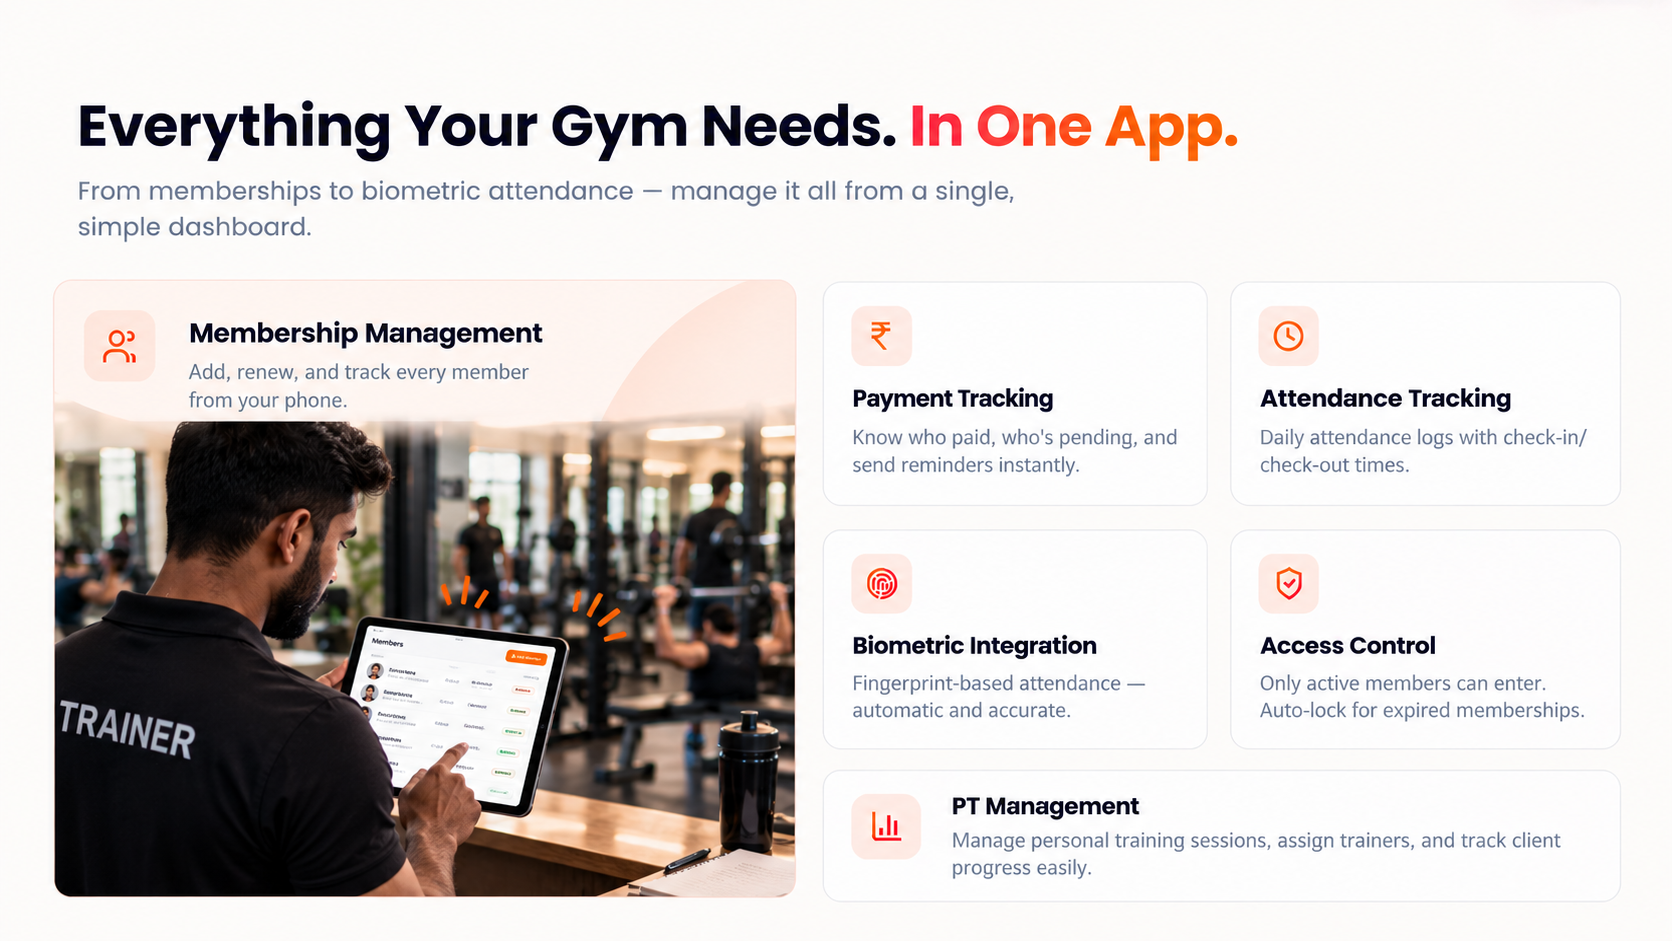 Everything Your Gym Needs. In One App.
From memberships to biometric attendance — manage it all from a single,
simple dashboard.
Membership Management
Add, renew, and track every member
from your phone.
TRAINER
Members
Payment Tracking
Know who paid, who's pending, and
send reminders instantly.
Attendance Tracking
Daily attendance logs with check-in/
check-out times.
Biometric Integration
Fingerprint-based attendance —
automatic and accurate.
Access Control
Only active members can enter.
Auto-lock for expired memberships.
PT Management
Manage personal training sessions, assign trainers, and track client
progress easily.